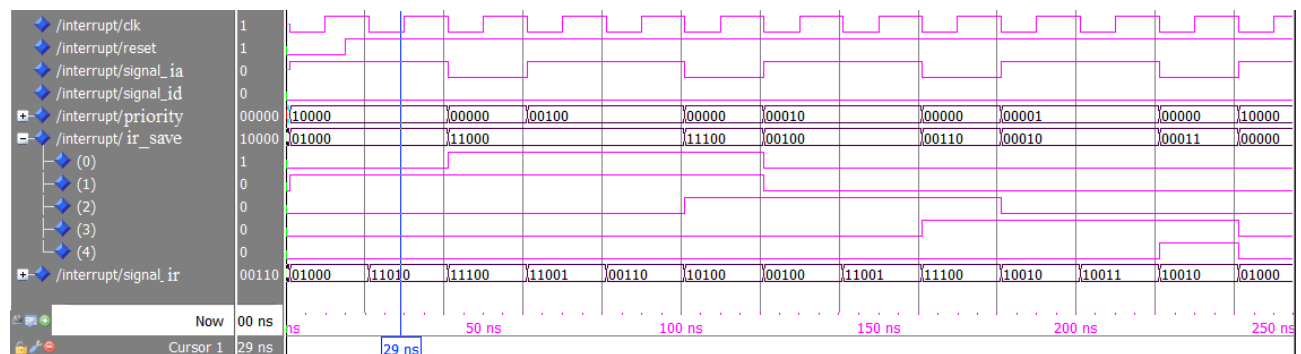 /interrupt/clk 1
/interrupt/reset 1
/interrupt/signal_ia 0
/interrupt/signal_id 0
/interrupt/priority 00000 10000 00000 00100 00000 00010 00000 00001 00000 10000
/interrupt/ ir_save 10000 01000 11000 11100 00100 00110 00010 00011 00000
(0) 1
(1) 0
(2) 0
(3) 0
(4) 0
/interrupt/signal_ir 00110 01000 11010 11100 11001 00110 10100 00100 11001 11100 10010 10011 10010 01000
Now 00 ns ns 50 ns 100 ns 150 ns 200 ns 250 ns
Cursor 1 29 ns 29 ns